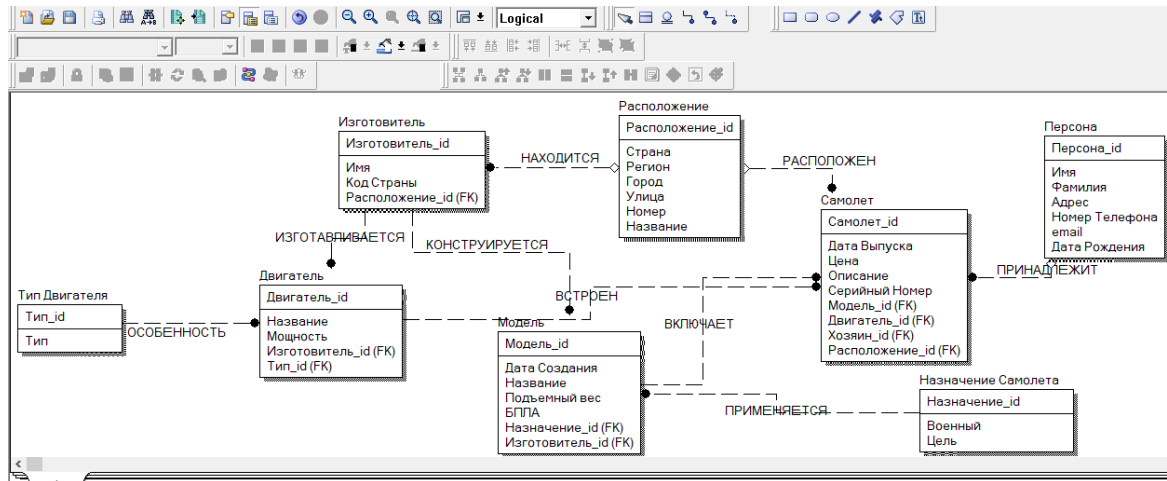 Logical
Расположение
Расположение_id
Страна
Регион
Город
Улица
Номер
Название
Изготовитель
Изготовитель_id
Имя
Код Страны
Расположение_id (FK)
НАХОДИТСЯ
РАСПОЛОЖЕН
Персона
Персона_id
Имя
Фамилия
Адрес
Номер Телефона
email
Дата Рождения
Самолет
Самолет_id
Дата Выпуска
Цена
Описание
Серийный Номер
Модель_id (FK)
Двигатель_id (FK)
Хозяин_id (FK)
Расположение_id (FK)
ПРИНАДЛЕЖИТ
ИЗГОТАВЛИВАЕТСЯ
КОНСТРУИРУЕТСЯ
Двигатель
Двигатель_id
Название
Мощность
Изготовитель_id (FK)
Тип_id (FK)
Тип Двигателя
Тип_id
Тип
ОСОБЕННОСТЬ
ВСТРОЕН
ВКЛЮЧАЕТ
Модель
Модель_id
Дата Создания
Название
Подъемный вес
БПЛА
Назначение_id (FK)
Изготовитель_id (FK)
ПРИМЕНЯЕТСЯ
Назначение Самолета
Назначение_id
Военный
Цель